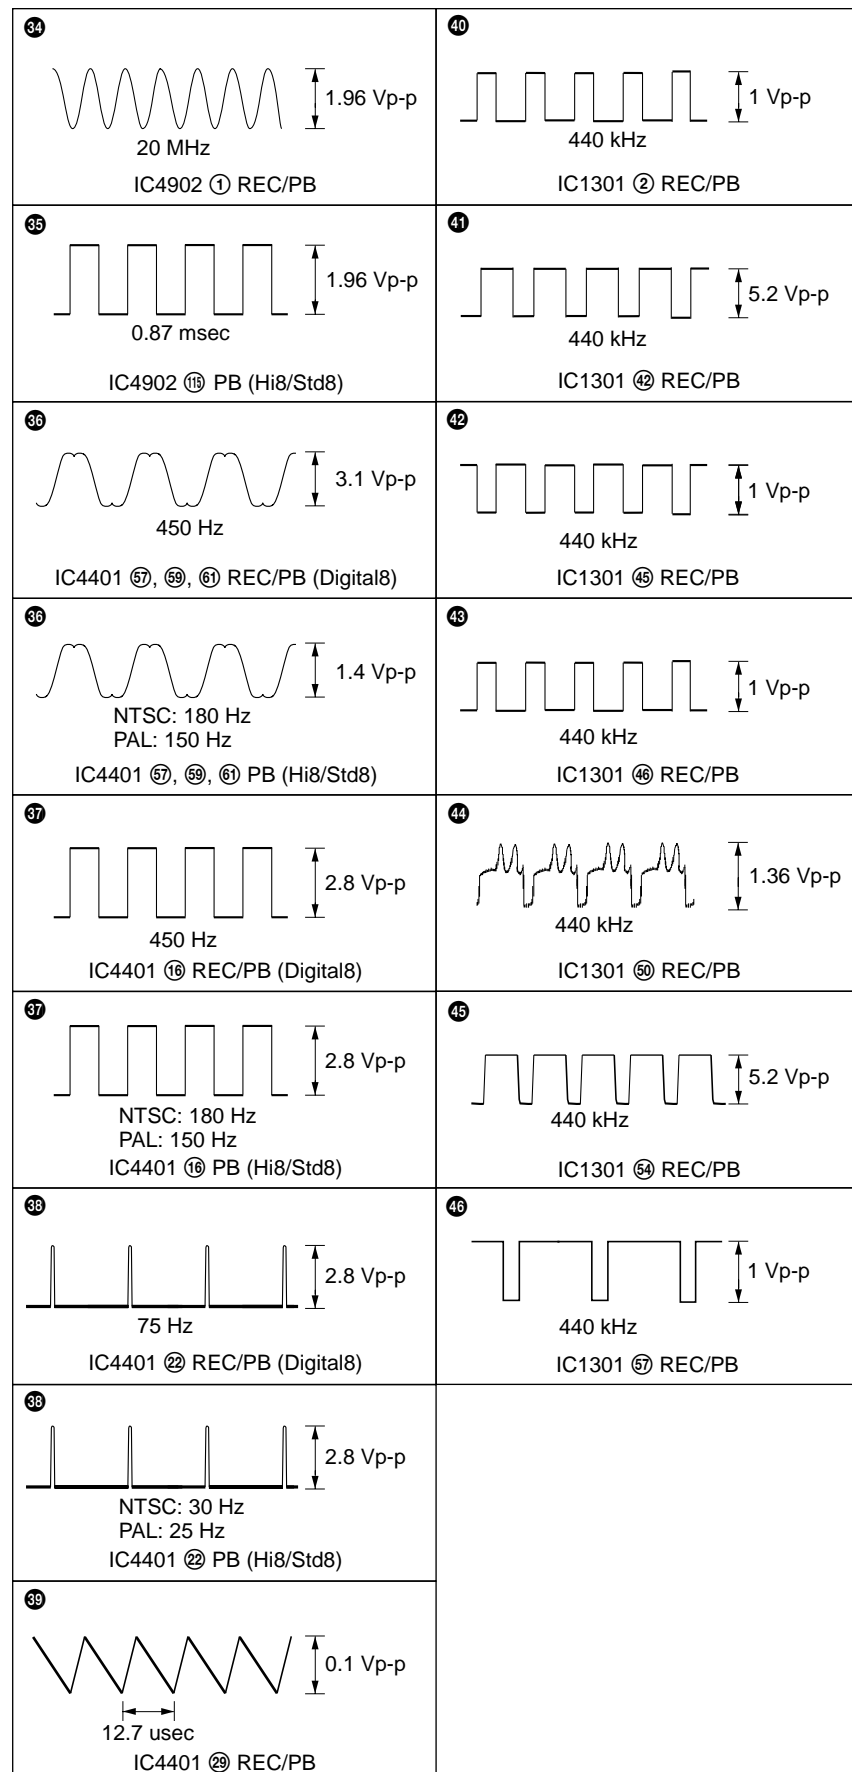 34
1.96 Vp-p
20 MHz
IC4902 ① REC/PB
35
1.96 Vp-p
0.87 msec
IC4902 115 PB (Hi8/Std8)
36
3.1 Vp-p
450 Hz
IC4401 57, 59, 61 REC/PB (Digital8)
36
1.4 Vp-p
NTSC: 180 Hz
PAL: 150 Hz
IC4401 57, 59, 61 PB (Hi8/Std8)
37
2.8 Vp-p
450 Hz
IC4401 ⑯ REC/PB (Digital8)
37
2.8 Vp-p
NTSC: 180 Hz
PAL: 150 Hz
IC4401 ⑯ PB (Hi8/Std8)
38
2.8 Vp-p
75 Hz
IC4401 ㉒ REC/PB (Digital8)
38
2.8 Vp-p
NTSC: 30 Hz
PAL: 25 Hz
IC4401 ㉒ PB (Hi8/Std8)
39
0.1 Vp-p
12.7 usec
IC4401 ㉙ REC/PB
40
1 Vp-p
440 kHz
IC1301 ② REC/PB
41
5.2 Vp-p
440 kHz
IC1301 ㊷ REC/PB
42
1 Vp-p
440 kHz
IC1301 ㊺ REC/PB
43
1 Vp-p
440 kHz
IC1301 ㊻ REC/PB
44
1.36 Vp-p
440 kHz
IC1301 ㊿ REC/PB
45
5.2 Vp-p
440 kHz
IC1301 54 REC/PB
46
1 Vp-p
440 kHz
IC1301 57 REC/PB